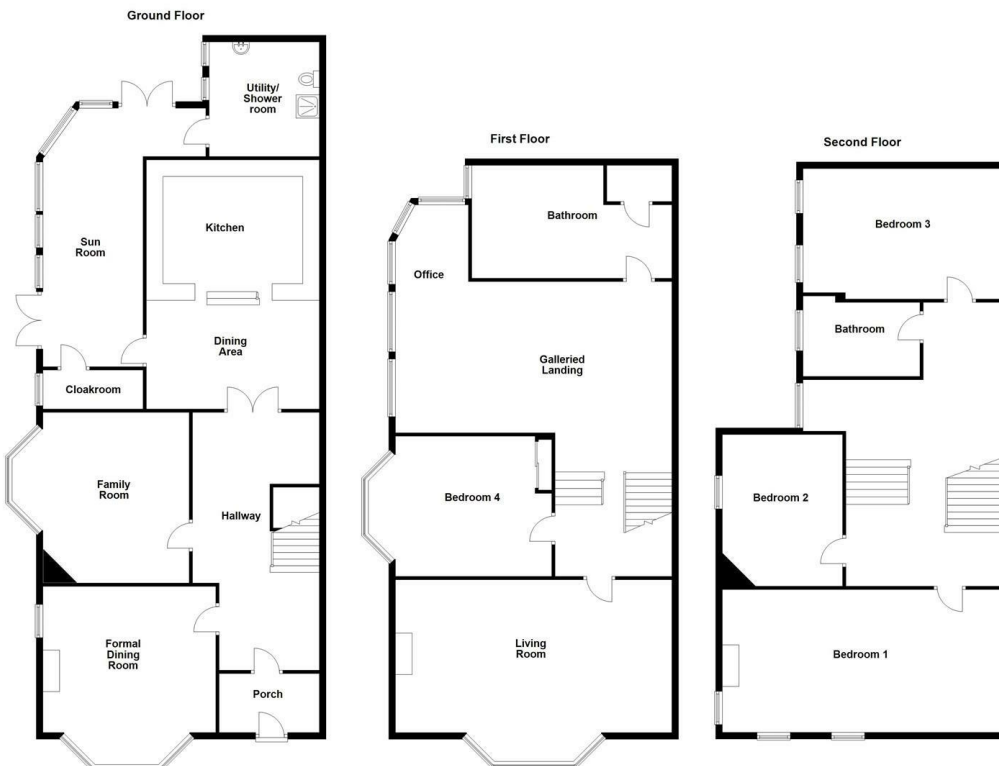 Ground Floor
Utility/
Shower
room
Kitchen
Sun
Room
Dining
Area
Cloakroom
Family
Room
Hallway
Formal
Dining
Room
Porch
First Floor
Bathroom
Office
Galleried
Landing
Bedroom 4
Living
Room
Second Floor
Bedroom 3
Bathroom
Bedroom 2
Bedroom 1